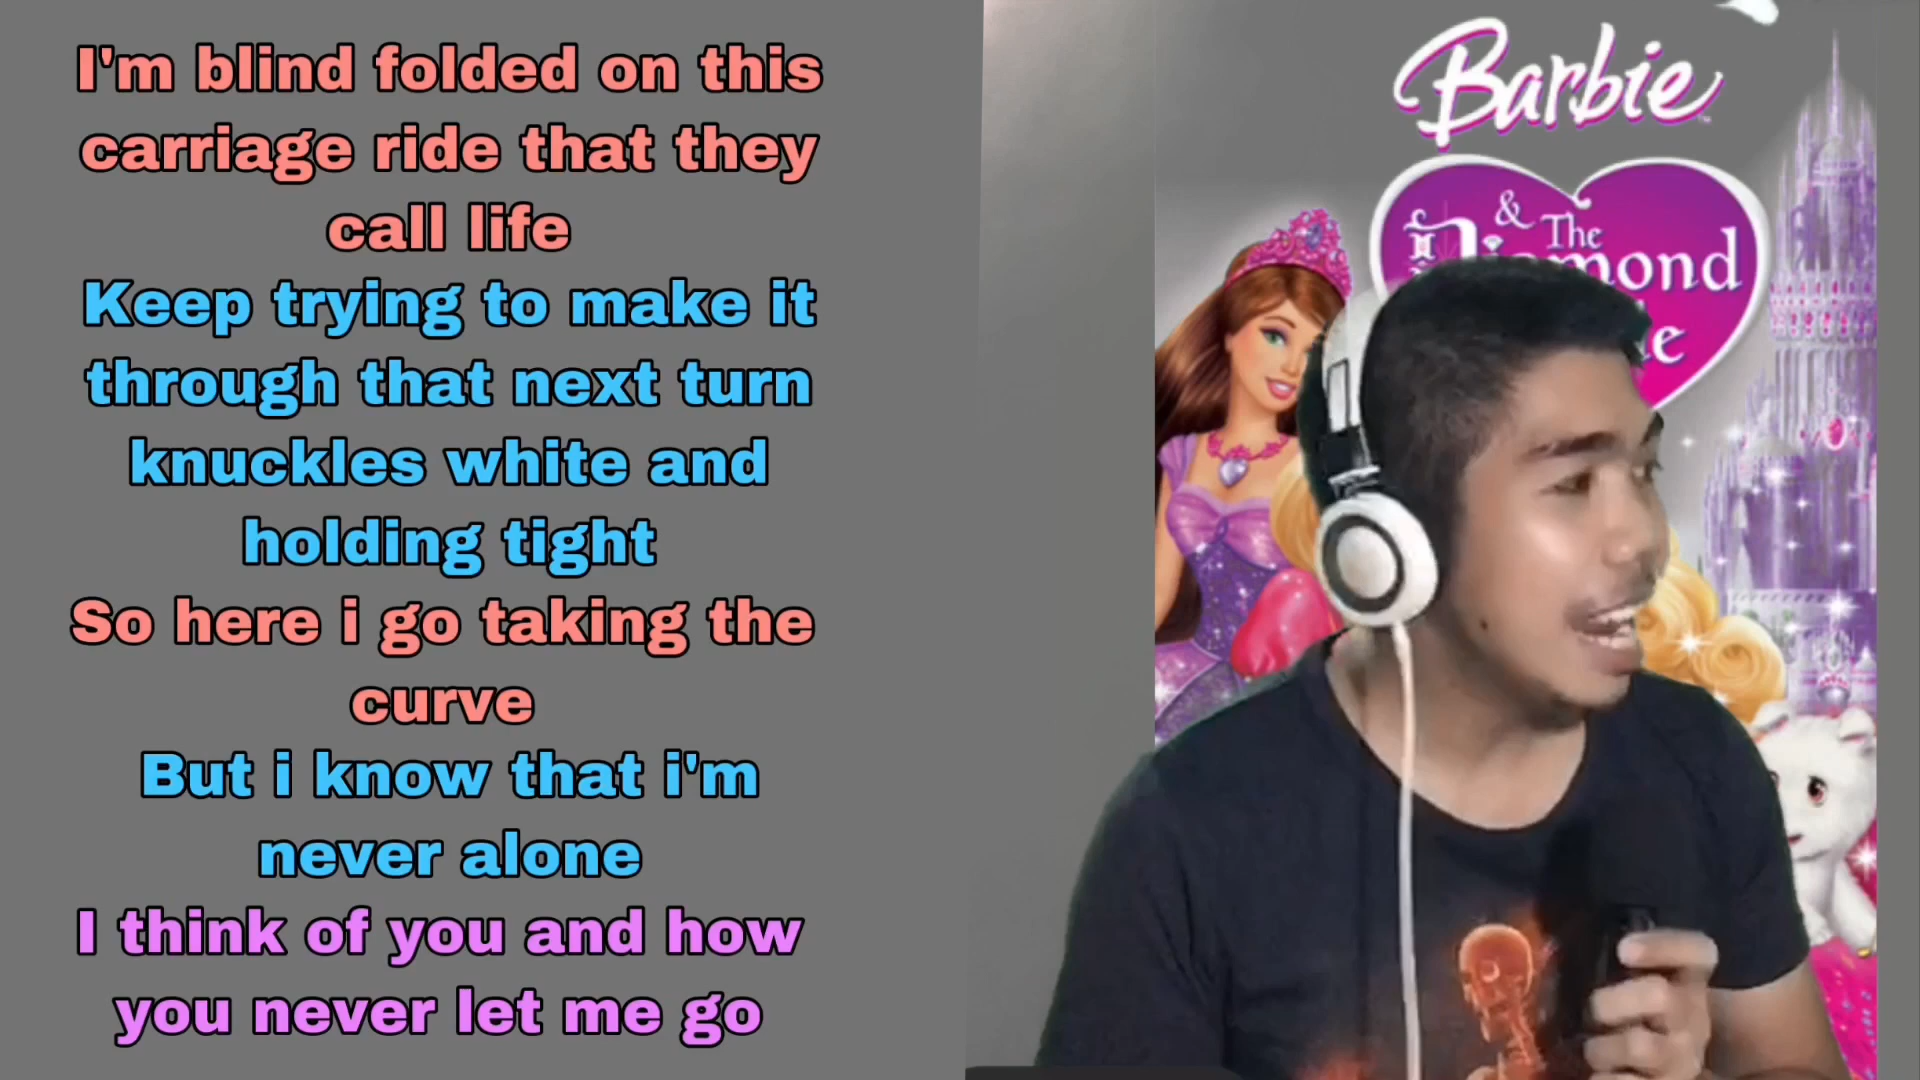 I'm blind folded on this
carriage ride that they
call life
Keep trying to make it
through that next turn
knuckles white and
holding tight
So here i go taking the
curve
But i know that i'm
never alone
I think of you and how
you never let me go
Barbie
& The
Diamond